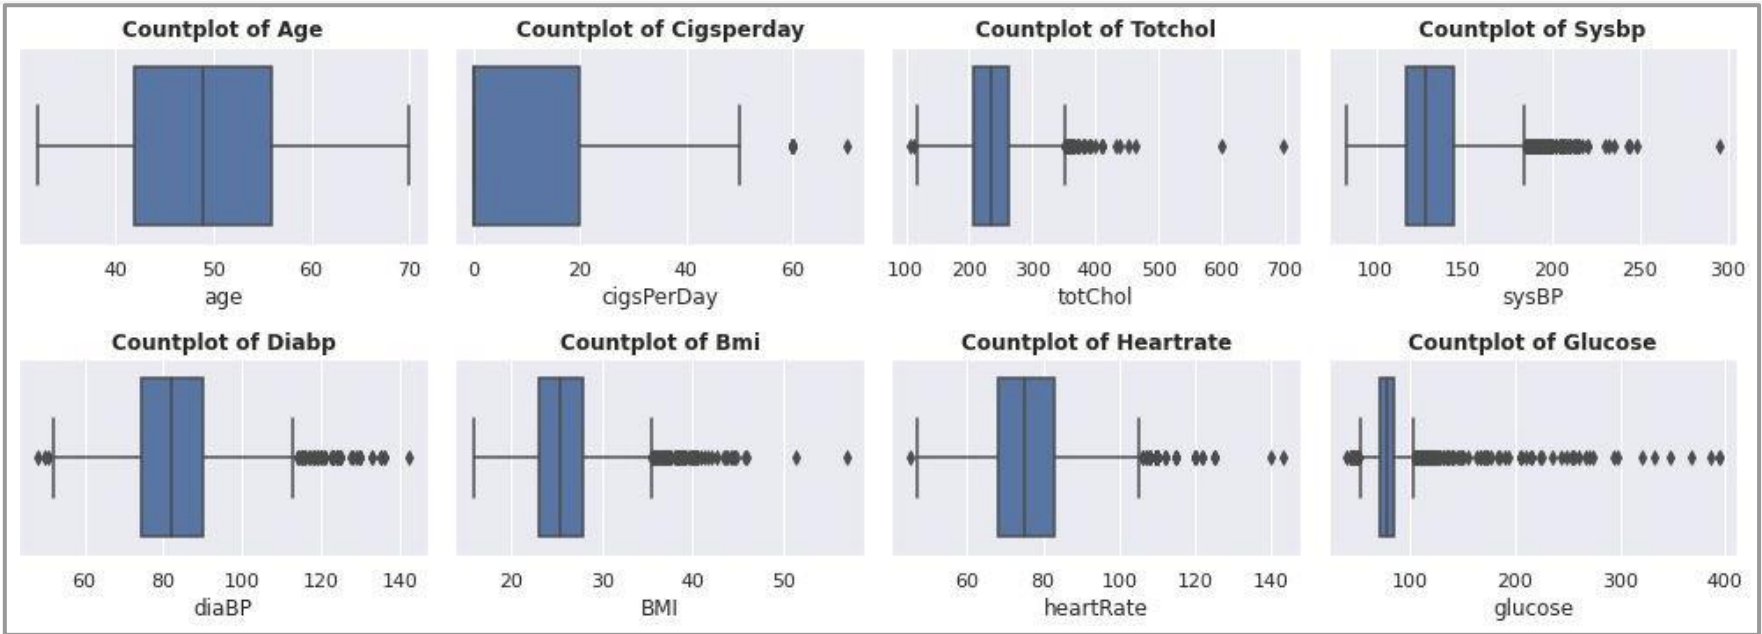 Countplot of Age
Countplot of Cigsperday
Countplot of Totchol
Countplot of Sysbp
40 50 60 70
0 20 40 60
100 200 300 400 500 600 700
100 150 200 250 300
age
cigsPerDay
totChol
sysBP
Countplot of Diabp
Countplot of Bmi
Countplot of Heartrate
Countplot of Glucose
60 80 100 120 140
20 30 40 50
60 80 100 120 140
100 200 300 400
diaBP
BMI
heartRate
glucose